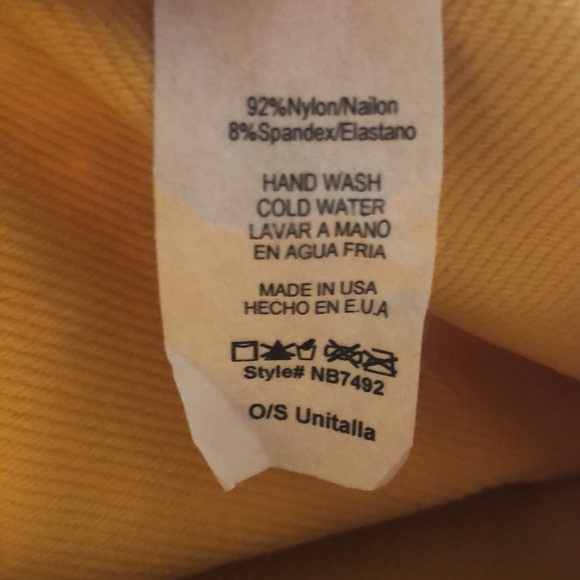 92%Nylon/Nailon
8%Spandex/Elastano
HAND WASH
COLD WATER
LAVAR A MANO
EN AGUA FRIA
MADE IN USA
HECHO EN E.U.A
Style# NB7492
O/S Unitalla